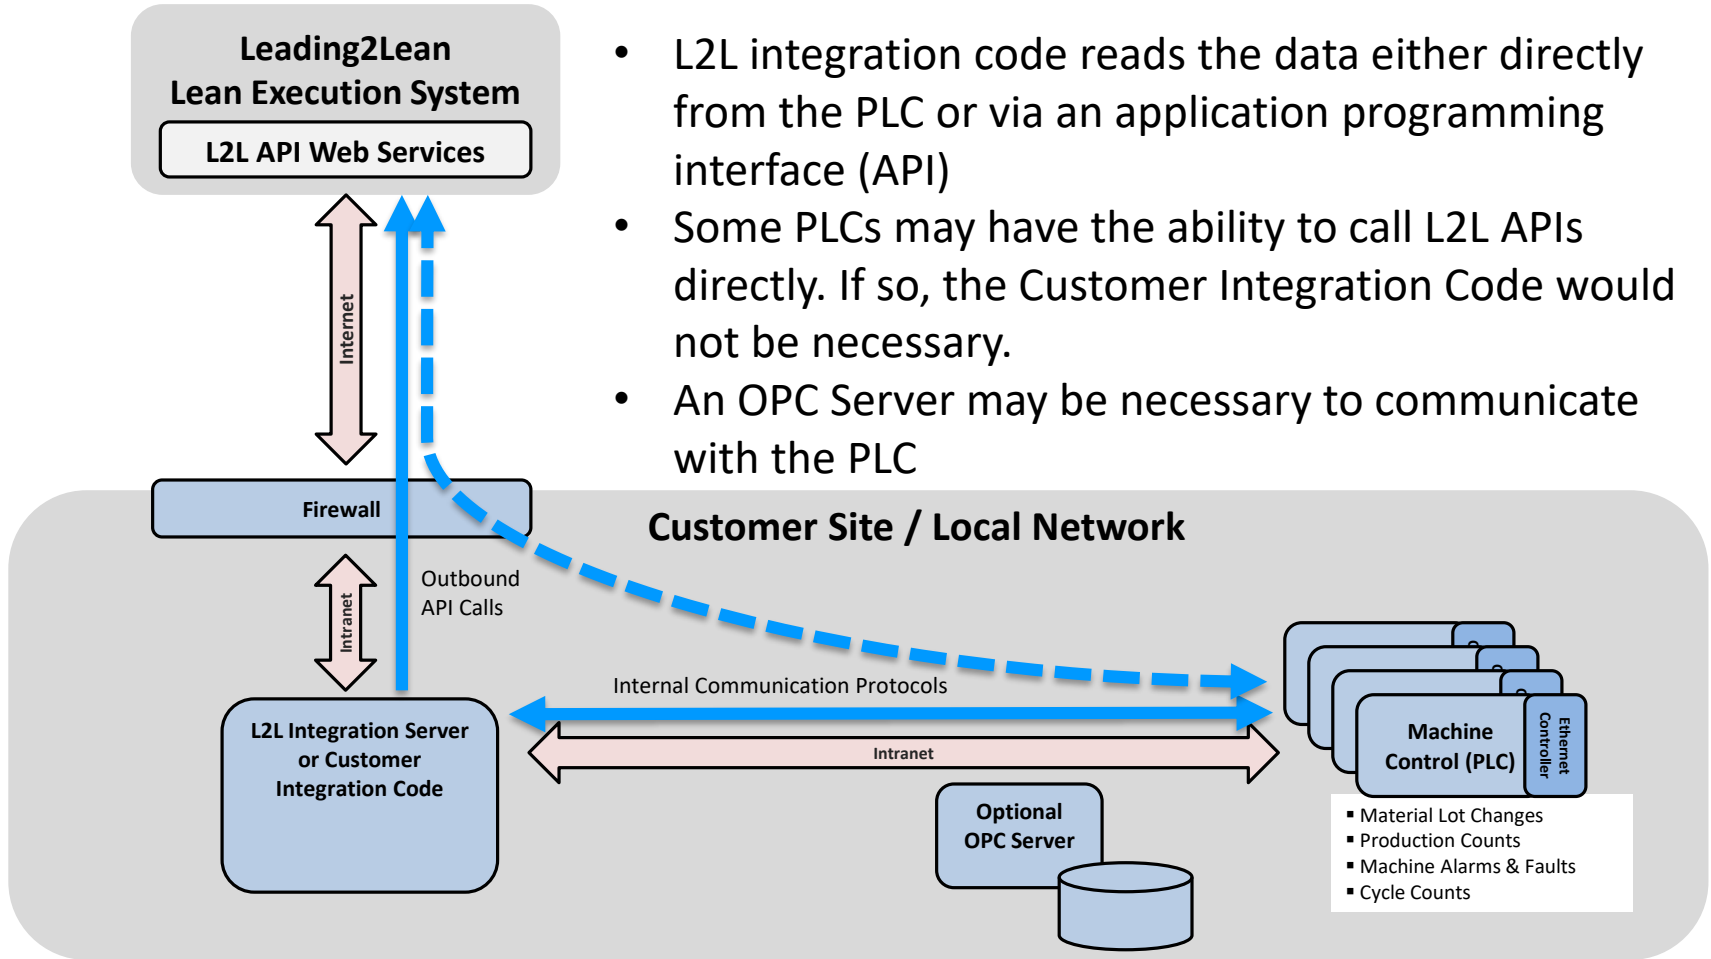 Leading2Lean
Lean Execution System
L2L API Web Services
• L2L integration code reads the data either directly
from the PLC or via an application programming
interface (API)
• Some PLCs may have the ability to call L2L APIs
directly. If so, the Customer Integration Code would
not be necessary.
• An OPC Server may be necessary to communicate
with the PLC
Internet
Firewall
Customer Site / Local Network
Outbound
API Calls
Intranet
Internal Communication Protocols
L2L Integration Server
or Customer
Integration Code
Intranet
Machine
Control (PLC)
Ethernet
Controller
Optional
OPC Server
▪ Material Lot Changes
▪ Production Counts
▪ Machine Alarms & Faults
▪ Cycle Counts